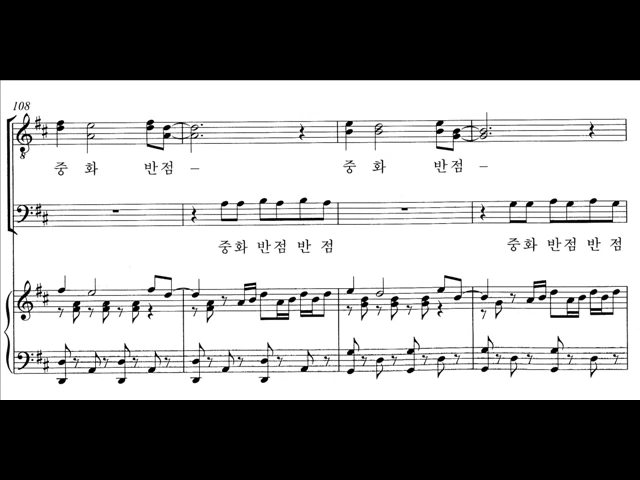 108
중 화 반점 – 중 화 반점 –
중화 반점 반 점 중화 반점 반 점